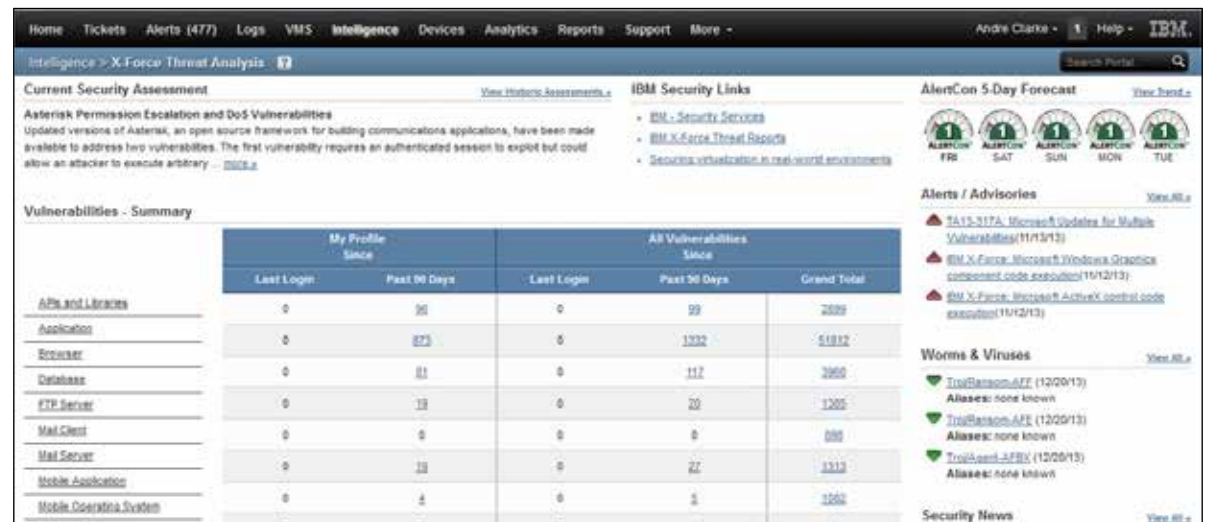 Home Tickets Alerts (477) Logs VMS Intelligence Devices Analytics Reports Support More
Andre Clarke 1 Help IBM.
Intelligence > X-Force Threat Analysis ?
Search Portal
Current Security Assessment
View Historic Assessments »
Asterisk Permission Escalation and DoS Vulnerabilities
Updated versions of Asterisk, an open source framework for building communications applications, have been made
available to address two vulnerabilities. The first vulnerability requires an authenticated session to exploit but could
allow an attacker to execute arbitrary ... more »
IBM Security Links
IBM - Security Services
IBM X-Force Threat Reports
Securing virtualization in real-world environments
AlertCon 5-Day Forecast
View Trend »
1 1 1 1 1
ALERTCON ALERTCON ALERTCON ALERTCON ALERTCON
FRI SAT SUN MON TUE
Vulnerabilities - Summary
My Profile
Since
All Vulnerabilities
Since
Last Login Past 90 Days Last Login Past 90 Days Grand Total
APIs and Libraries 0 96 0 99
Application 0 873 0 1332 51812
Browser 0 81 0 117
Database 0 19 0 20
FTP Server 0 0 0 0
Mail Client 0 19 0 27 1313
Mail Server 0 4 0 5
Mobile Application
Mobile Operating System
Alerts / Advisories
View All »
TA13-317A: Microsoft Updates for Multiple
Vulnerabilities(11/13/13)
IBM X-Force: Microsoft Windows Graphics
component code execution(11/12/13)
IBM X-Force: Microsoft ActiveX control code
execution(11/12/13)
Worms & Viruses
View All »
Troj/Ransom-AFF (12/20/13)
Aliases: none known
Troj/Ransom-AFE (12/20/13)
Aliases: none known
Troj/Agent-AFBX (12/20/13)
Aliases: none known
Security News
View All »